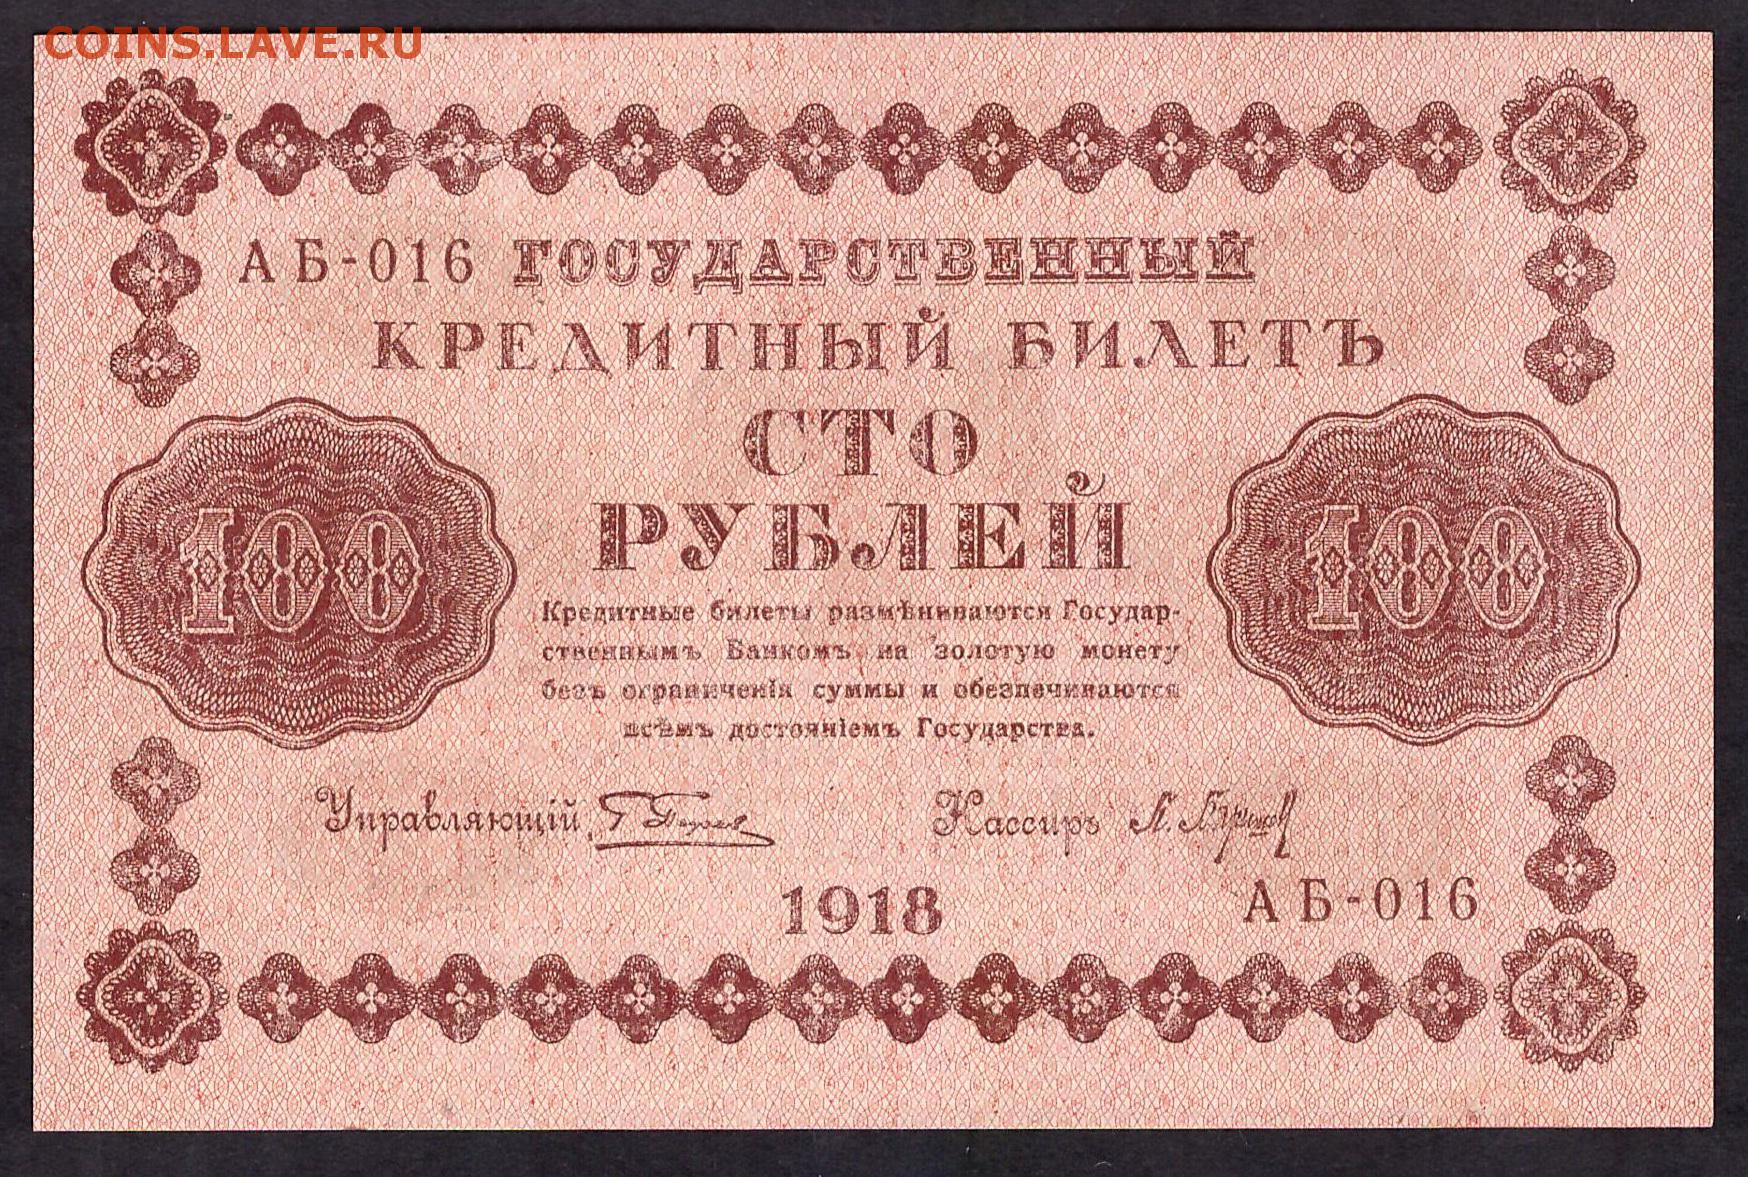 COINS.LAVE.RU
АБ-016 ГОСУДАРСТВЕННЫЙ
КРЕДИТНЫЙ БИЛЕТЪ
СТО
РУБЛЕЙ
100
100
Кредитные билеты размѣниваются Государ-
ственнымъ Банкомъ на золотую монету
безъ ограниченія суммы и обезпечиваются
всѣмъ достояніемъ Государства.
Управляющій
Кассиръ
1918
АБ-016